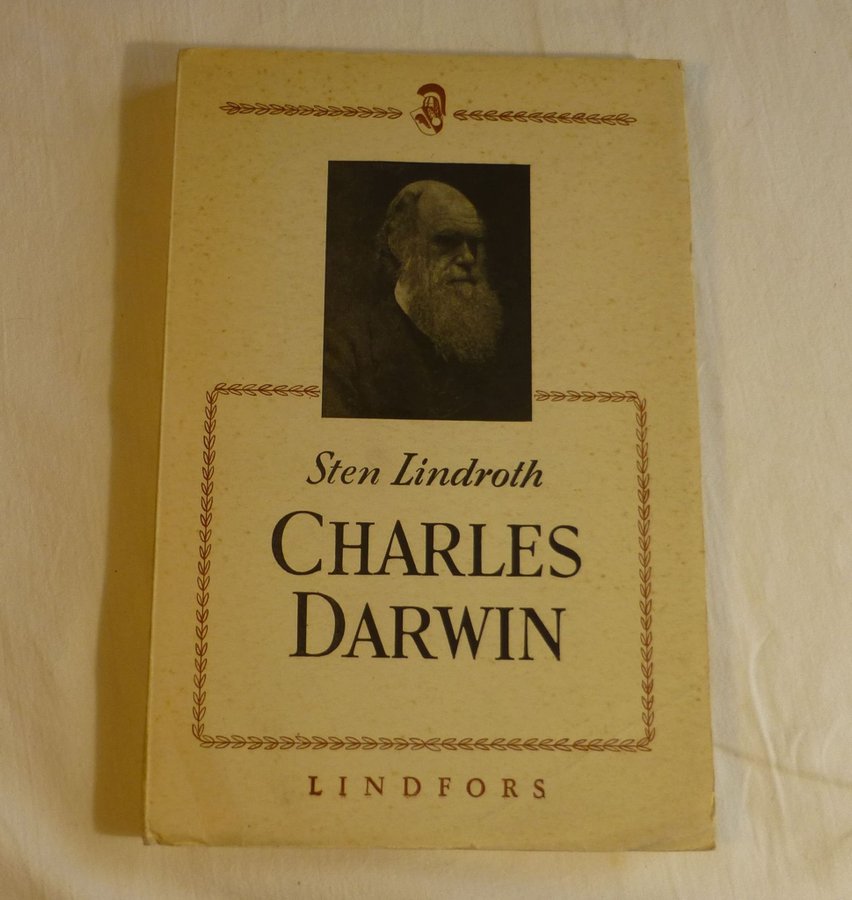 Sten Lindroth
CHARLES
DARWIN
LINDFORS